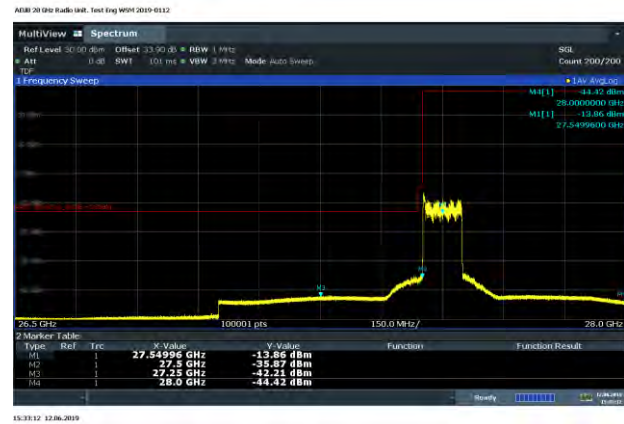 AEUB 28 GHz Radio Unit. Test Eng WSM 2019-0112
MultiView Spectrum
Ref Level 30.00 dBm Offset 33.90 dB RBW 1 MHz SGL
Att 0 dB SWT 101 ms VBW 3 MHz Mode Auto Sweep Count 200/200
TDF
1 Frequency Sweep 1Av AvgLog
M4[1] -44.42 dBm
28.0000000 GHz
M1[1] -13.86 dBm
27.5499600 GHz
M3
M4
26.5 GHz 100001 pts 150.0 MHz/ 28.0 GHz
2 Marker Table
Type Ref Trc X-Value Y-Value Function Function Result
M1 1 27.54996 GHz -13.86 dBm
M2 1 27.5 GHz -35.87 dBm
M3 1 27.25 GHz -42.21 dBm
M4 1 28.0 GHz -44.42 dBm
Ready
15:33:12 12.06.2019